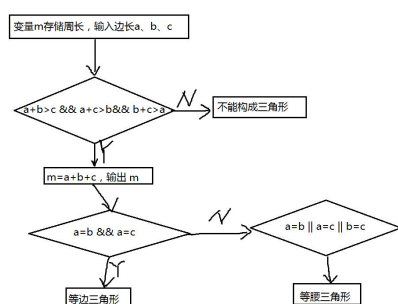 变量m存储周长，输入边长a、b、c
a+b>c && a+c>b&& b+c>a
N
不能构成三角形
Y
m=a+b+c，输出 m
a=b && a=c
N
a=b || a=c || b=c
Y
等边三角形
等腰三角形